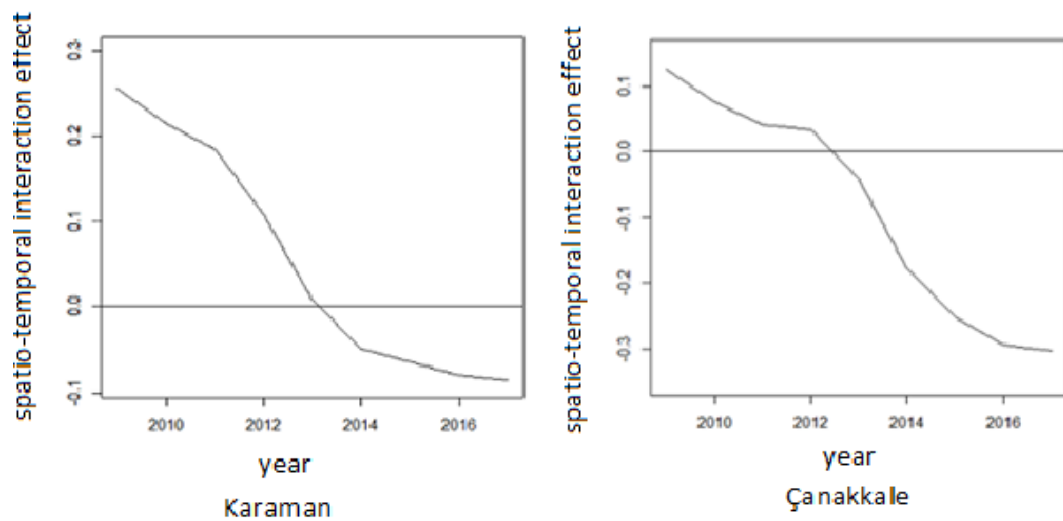 spatio-temporal interaction effect
0.3
0.2
0.1
0.0
-0.1
2010 2012 2014 2016
year
Karaman
spatio-temporal interaction effect
0.1
0.0
-0.1
-0.2
-0.3
2010 2012 2014 2016
year
Çanakkale